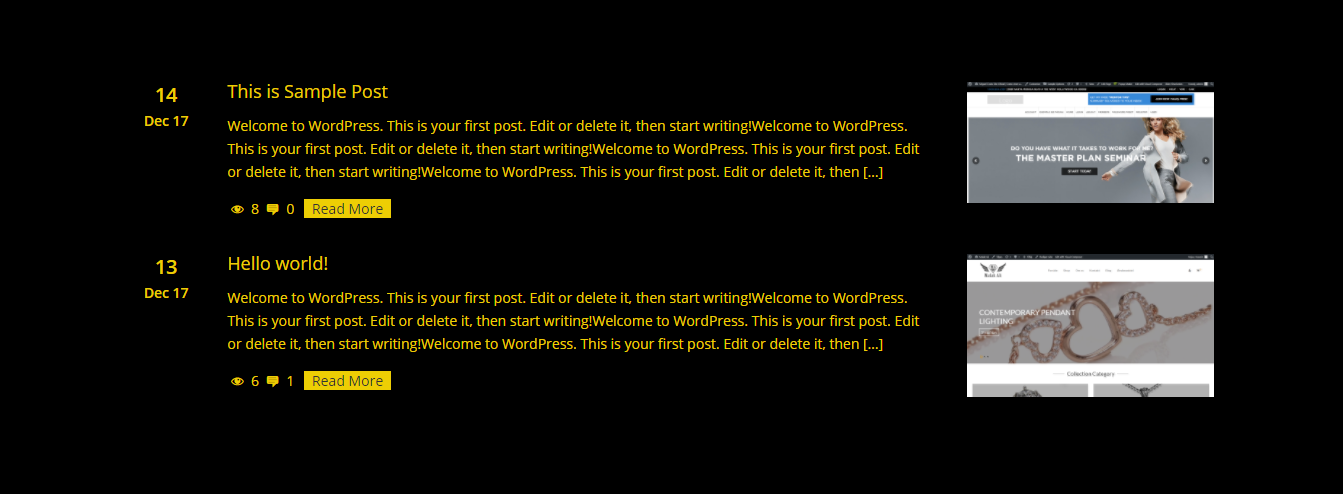 14
Dec 17
This is Sample Post
Welcome to WordPress. This is your first post. Edit or delete it, then start writing!Welcome to WordPress.
This is your first post. Edit or delete it, then start writing!Welcome to WordPress. This is your first post. Edit
or delete it, then start writing!Welcome to WordPress. This is your first post. Edit or delete it, then [...]
8 0 Read More
DO YOU HAVE WHAT IT TAKES TO WORK FOR ME?
THE MASTER PLAN SEMINAR
START TODAY
13
Dec 17
Hello world!
Welcome to WordPress. This is your first post. Edit or delete it, then start writing!Welcome to WordPress.
This is your first post. Edit or delete it, then start writing!Welcome to WordPress. This is your first post. Edit
or delete it, then start writing!Welcome to WordPress. This is your first post. Edit or delete it, then [...]
6 1 Read More
CONTEMPORARY PENDANT
LIGHTING
Collection Category